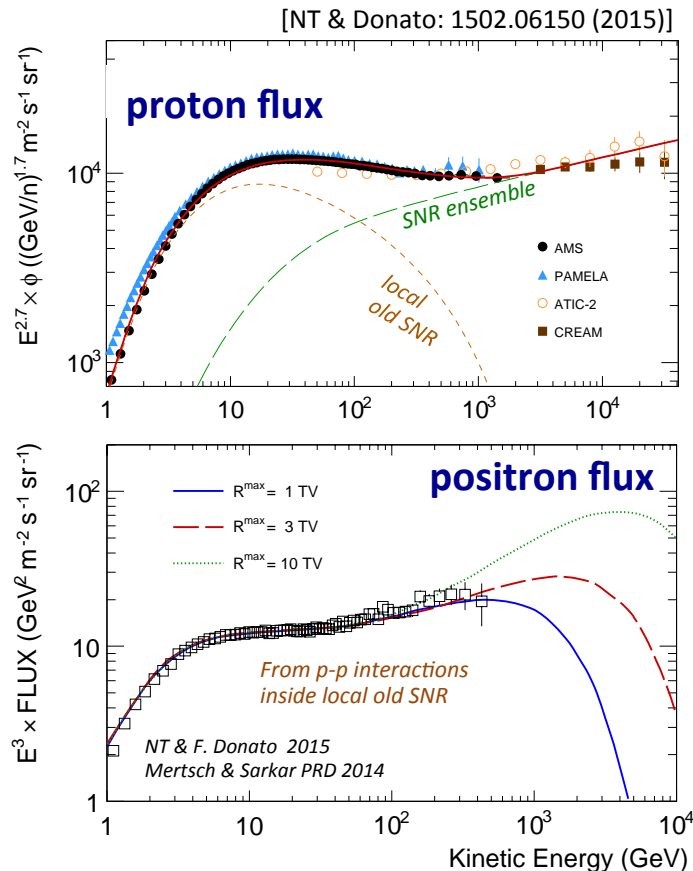 [NT & Donato: 1502.06150 (2015)]
proton flux
E^2.7 × ϕ ((GeV/n)^1.7 m^-2 s^-1 sr^-1)
10^4
10^3
SNR ensemble
local
old SNR
AMS
PAMELA
ATIC-2
CREAM
1 10 10^2 10^3 10^4
positron flux
E^3 × FLUX (GeV^2 m^-2 s^-1 sr^-1)
10^2
10
1
R^max = 1 TV
R^max = 3 TV
R^max = 10 TV
From p-p interactions
inside local old SNR
NT & F. Donato 2015
Mertsch & Sarkar PRD 2014
1 10 10^2 10^3 10^4
Kinetic Energy (GeV)